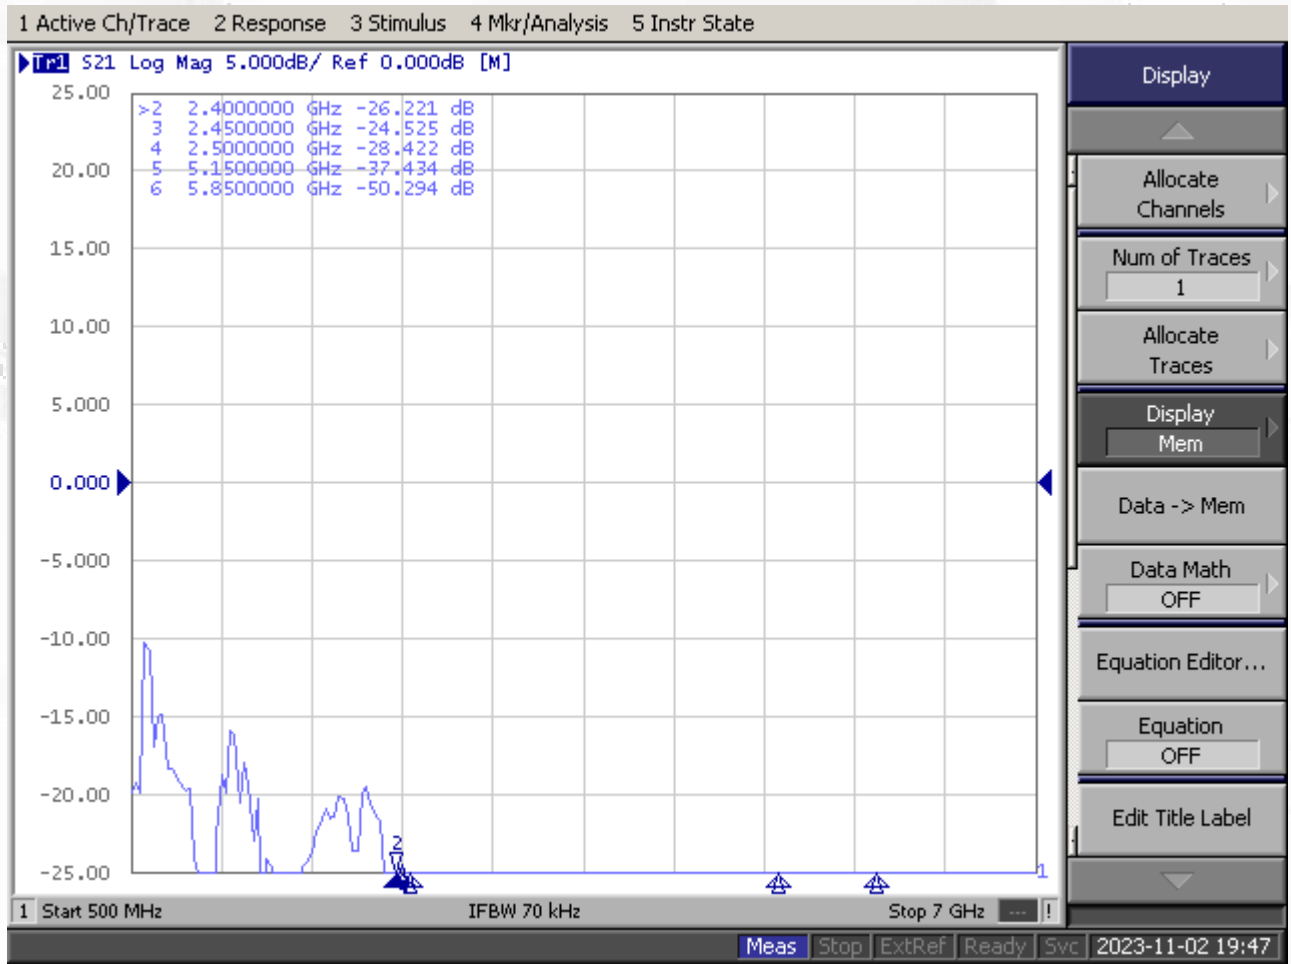 1 Active Ch/Trace 2 Response 3 Stimulus 4 Mkr/Analysis 5 Instr State
Tr1 S21 Log Mag 5.000dB/ Ref 0.000dB [M]
25.00
20.00
15.00
10.00
5.000
0.000
-5.000
-10.00
-15.00
-20.00
-25.00
>2 2.4000000 GHz -26.221 dB
3 2.4500000 GHz -24.525 dB
4 2.5000000 GHz -28.422 dB
5 5.1500000 GHz -37.434 dB
6 5.8500000 GHz -50.294 dB
2
1
1 Start 500 MHz IFBW 70 kHz Stop 7 GHz --- !
Display
Allocate
Channels
Num of Traces
1
Allocate
Traces
Display
Mem
Data -> Mem
Data Math
OFF
Equation Editor...
Equation
OFF
Edit Title Label
Meas Stop ExtRef Ready Svc 2023-11-02 19:47